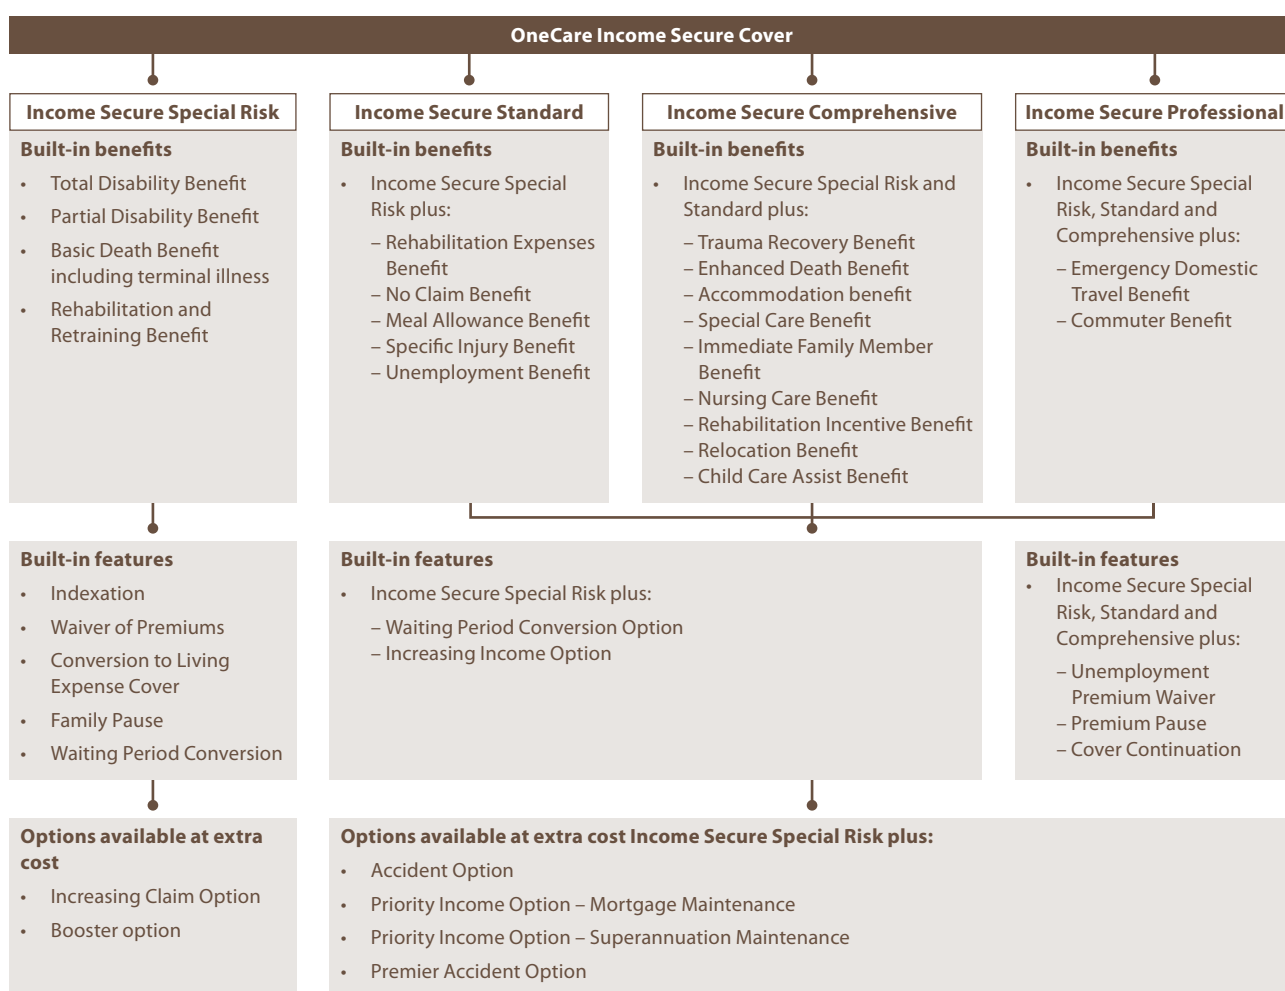 OneCare Income Secure Cover
Income Secure Special Risk
Built-in benefits
• Total Disability Benefit
• Partial Disability Benefit
• Basic Death Benefit
including terminal illness
• Rehabilitation and
Retraining Benefit
Income Secure Standard
Built-in benefits
• Income Secure Special
Risk plus:
– Rehabilitation Expenses
Benefit
– No Claim Benefit
– Meal Allowance Benefit
– Specific Injury Benefit
– Unemployment Benefit
Income Secure Comprehensive
Built-in benefits
• Income Secure Special Risk and
Standard plus:
– Trauma Recovery Benefit
– Enhanced Death Benefit
– Accommodation benefit
– Special Care Benefit
– Immediate Family Member
Benefit
– Nursing Care Benefit
– Rehabilitation Incentive Benefit
– Relocation Benefit
– Child Care Assist Benefit
Income Secure Professional
Built-in benefits
• Income Secure Special
Risk, Standard and
Comprehensive plus:
– Emergency Domestic
Travel Benefit
– Commuter Benefit
Built-in features
• Indexation
• Waiver of Premiums
• Conversion to Living
Expense Cover
• Family Pause
• Waiting Period Conversion
Built-in features
• Income Secure Special Risk plus:
– Waiting Period Conversion Option
– Increasing Income Option
Built-in features
• Income Secure Special
Risk, Standard and
Comprehensive plus:
– Unemployment
Premium Waiver
– Premium Pause
– Cover Continuation
Options available at extra
cost
• Increasing Claim Option
• Booster option
Options available at extra cost Income Secure Special Risk plus:
• Accident Option
• Priority Income Option – Mortgage Maintenance
• Priority Income Option – Superannuation Maintenance
• Premier Accident Option